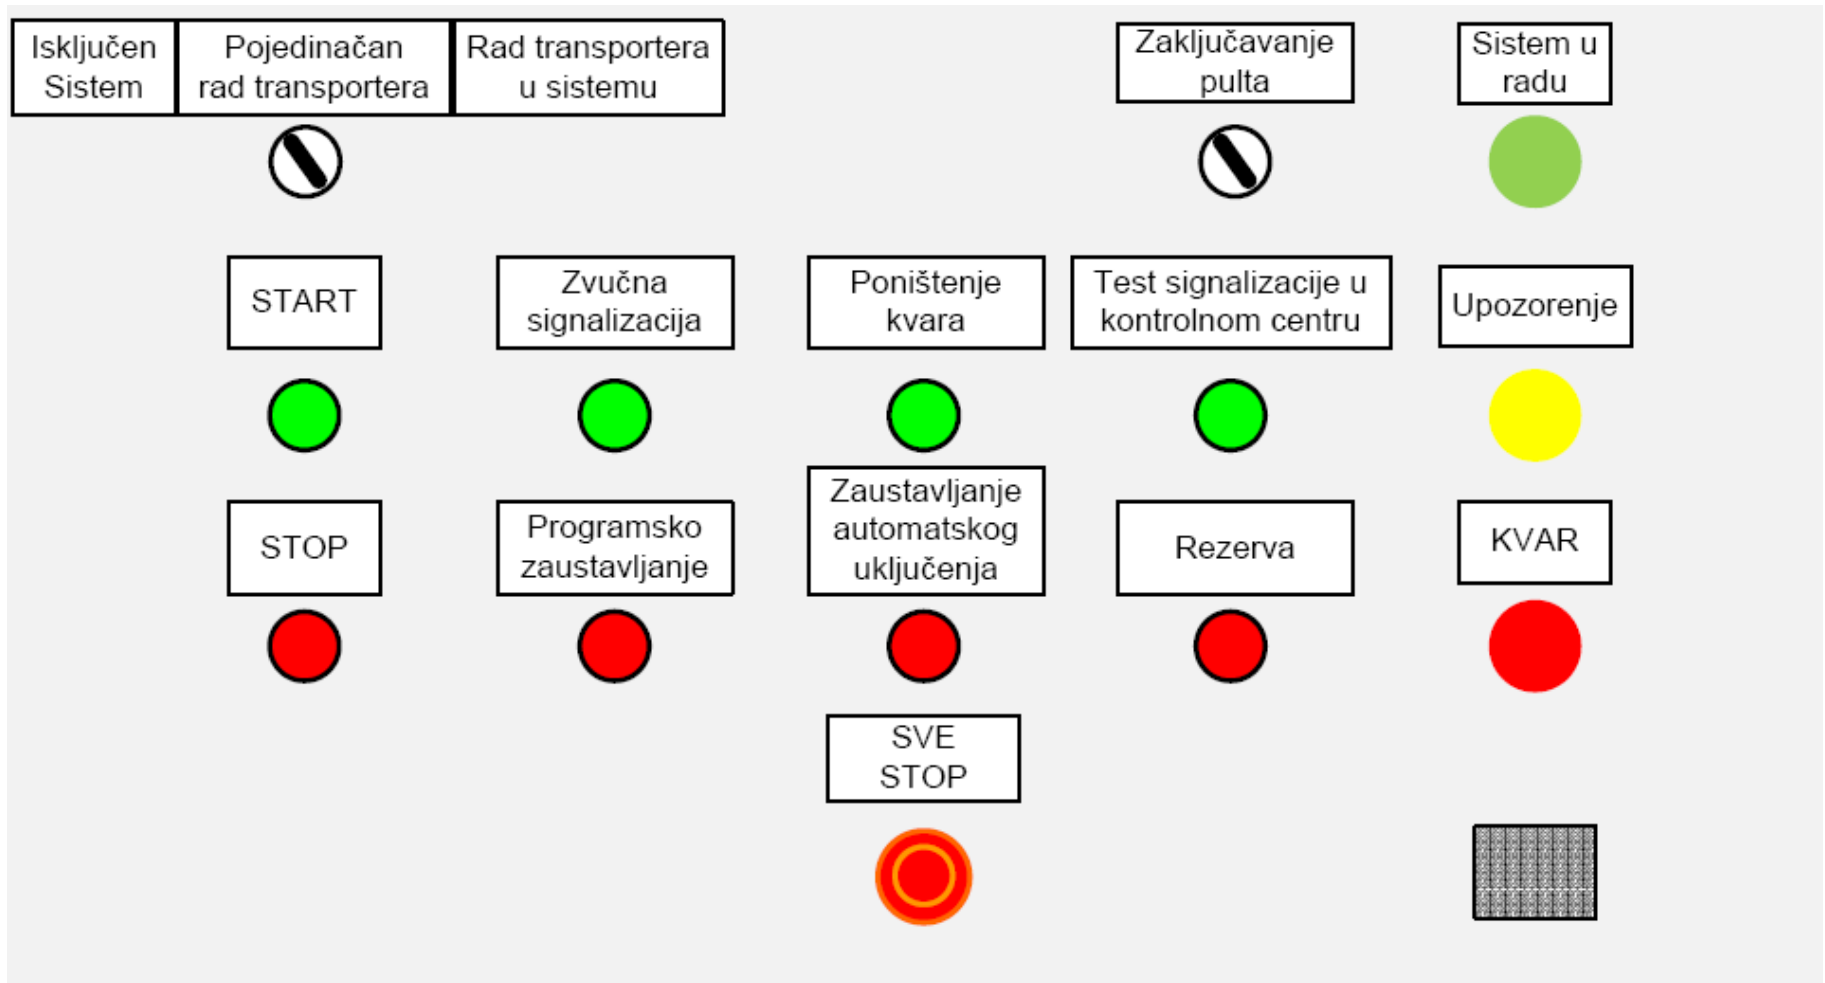 Isključen
Sistem
Pojedinačan
rad transportera
Rad transportera
u sistemu
Zaključavanje
pulta
Sistem u
radu
START
Zvučna
signalizacija
Poništenje
kvara
Test signalizacije u
kontrolnom centru
Upozorenje
STOP
Programsko
zaustavljanje
Zaustavljanje
automatskog
uključenja
Rezerva
KVAR
SVE
STOP